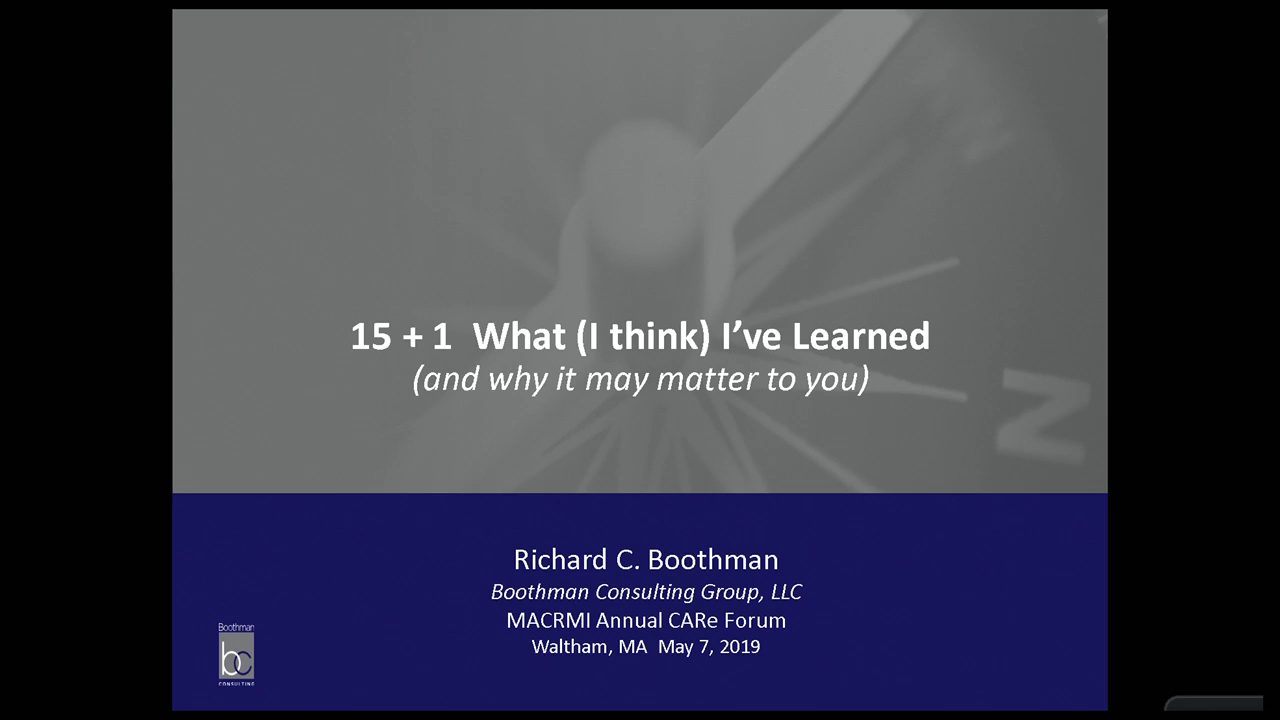 15 + 1 What (I think) I've Learned
(and why it may matter to you)
N
Richard C. Boothman
Boothman Consulting Group, LLC
MACRMI Annual CARe Forum
Waltham, MA May 7, 2019
Boothman
bc
CONSULTING